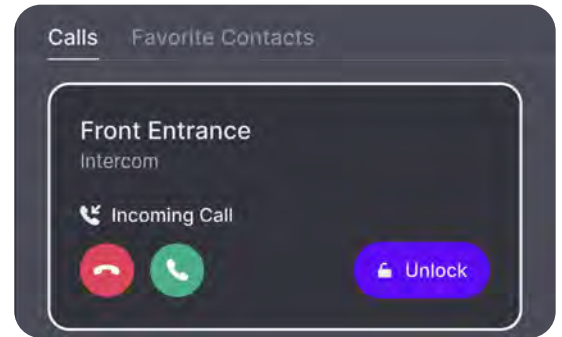 Calls Favorite Contacts
Front Entrance
Intercom
Incoming Call
Unlock